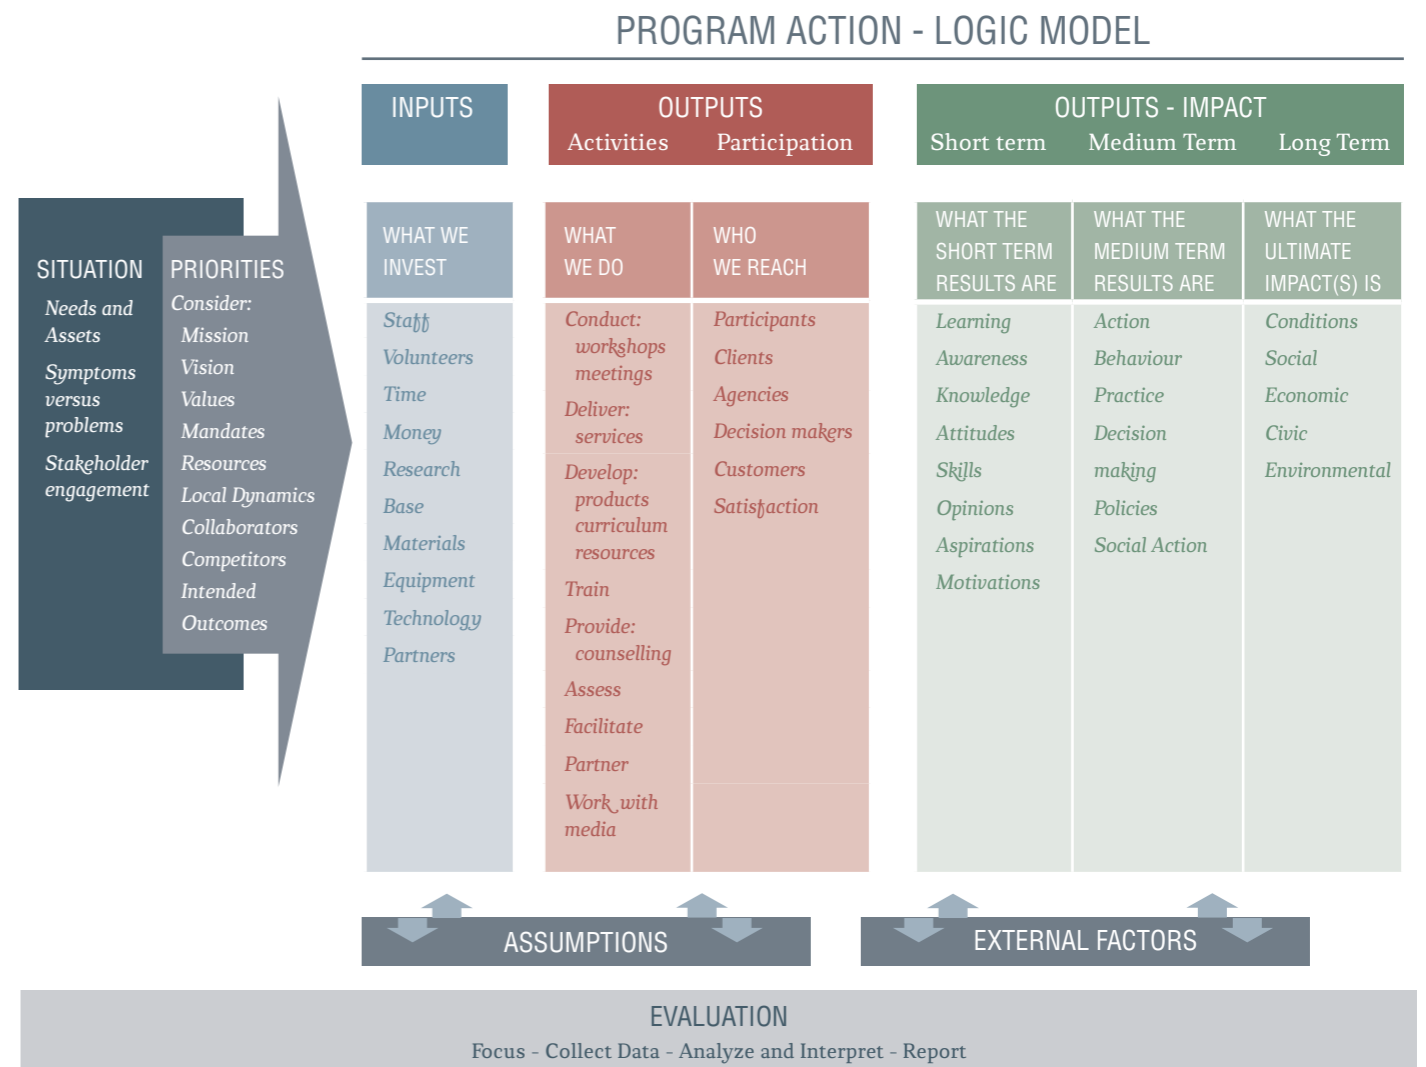 PROGRAM ACTION - LOGIC MODEL
SITUATION
Needs and
Assets
Symptoms
versus
problems
Stakeholder
engagement
PRIORITIES
Consider:
Mission
Vision
Values
Mandates
Resources
Local Dynamics
Collaborators
Competitors
Intended
Outcomes
INPUTS
WHAT WE
INVEST
Staff
Volunteers
Time
Money
Research
Base
Materials
Equipment
Technology
Partners
OUTPUTS
Activities
Participation
WHAT
WE DO
Conduct:
workshops
meetings
Deliver:
services
Develop:
products
curriculum
resources
Train
Provide:
counselling
Assess
Facilitate
Partner
Work with
media
WHO
WE REACH
Participants
Clients
Agencies
Decision makers
Customers
Satisfaction
OUTPUTS - IMPACT
Short term
Medium Term
Long Term
WHAT THE
SHORT TERM
RESULTS ARE
Learning
Awareness
Knowledge
Attitudes
Skills
Opinions
Aspirations
Motivations
WHAT THE
MEDIUM TERM
RESULTS ARE
Action
Behaviour
Practice
Decision
making
Policies
Social Action
WHAT THE
ULTIMATE
IMPACT(S) IS
Conditions
Social
Economic
Civic
Environmental
ASSUMPTIONS
EXTERNAL FACTORS
EVALUATION
Focus - Collect Data - Analyze and Interpret - Report